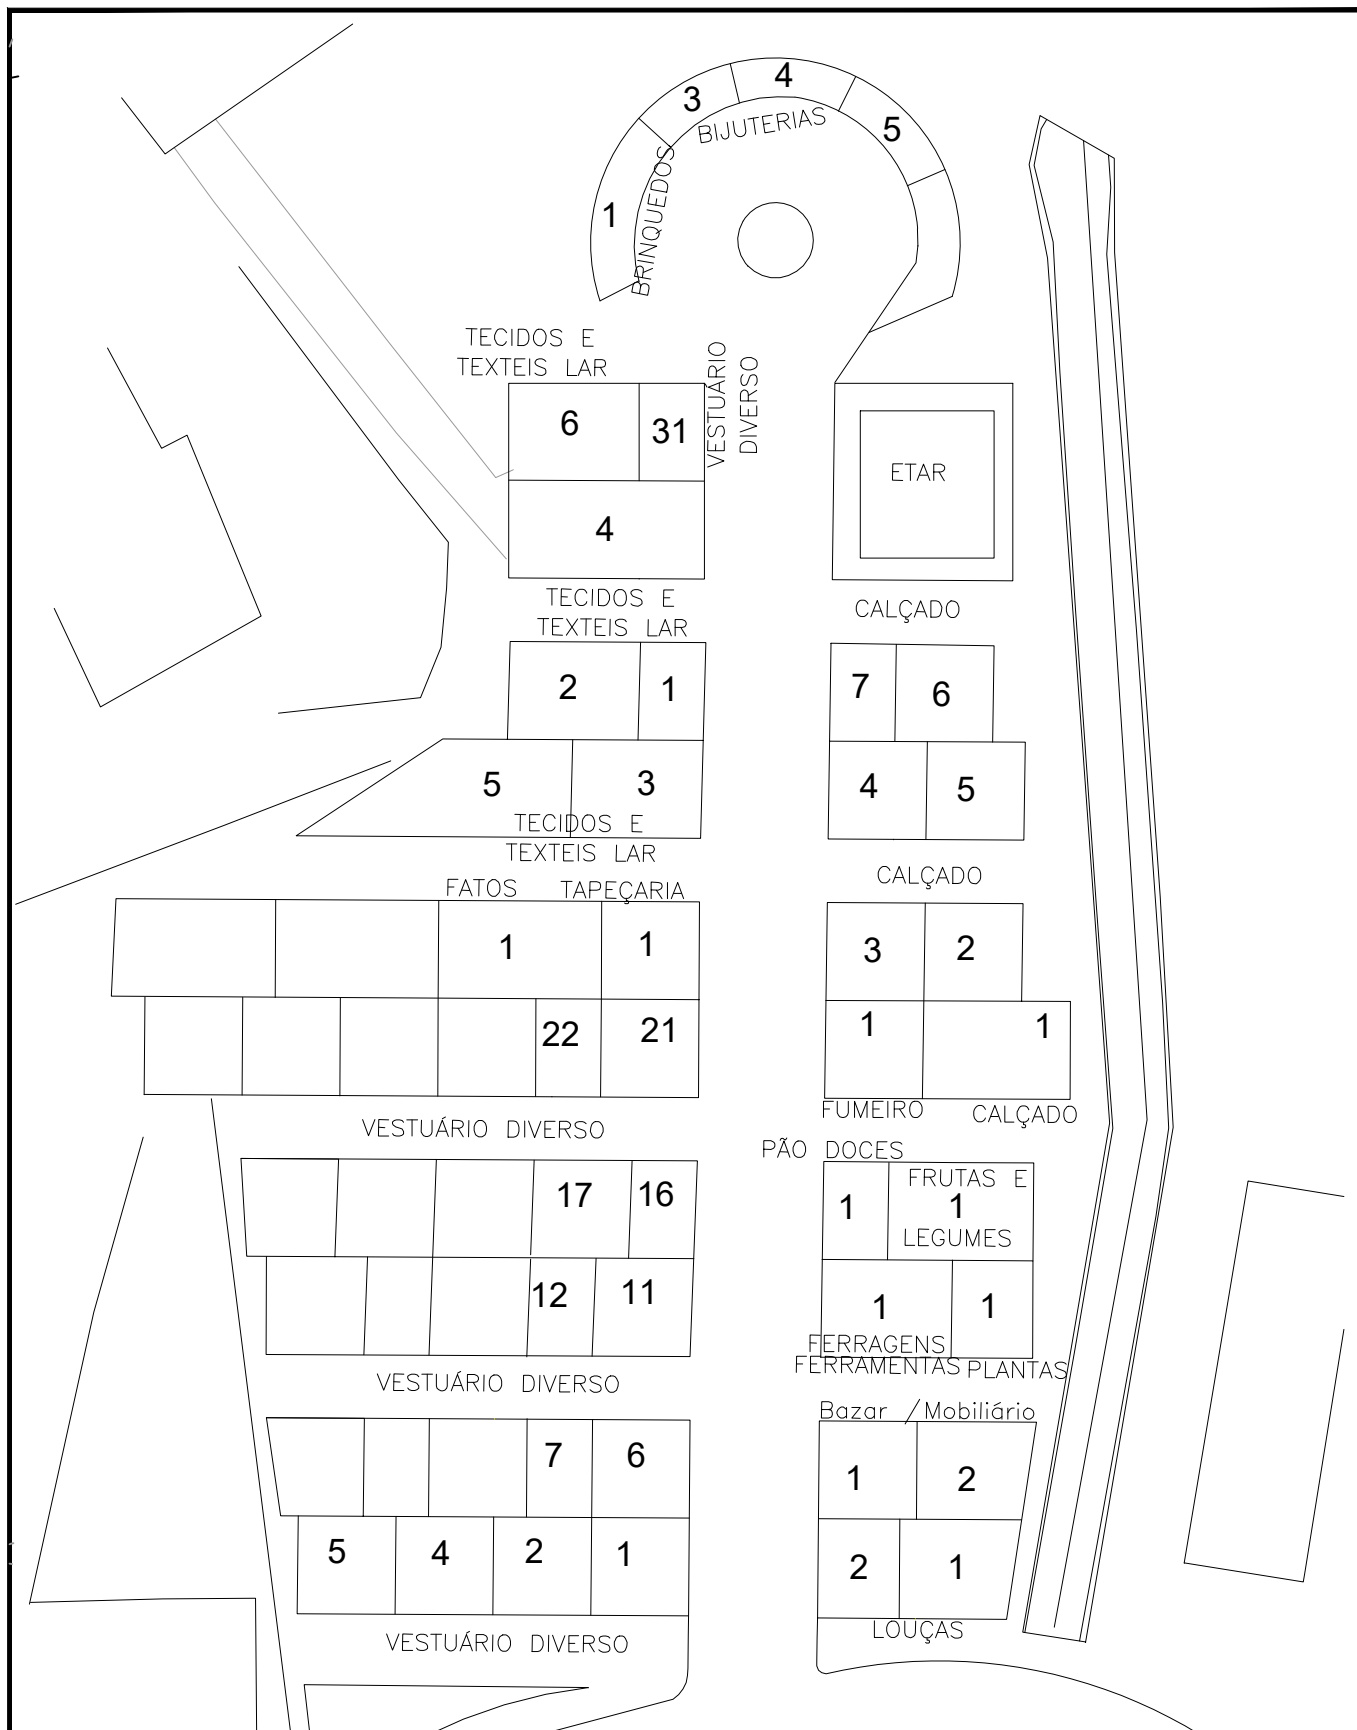 4
3
5
BIJUTERIAS
BRINQUEDOS
1
TECIDOS E
TEXTEIS LAR
VESTUÁRIO
DIVERSO
6
31
ETAR
4
TECIDOS E
TEXTEIS LAR
CALÇADO
2
1
7
6
5
3
4
5
TECIDOS E
TEXTEIS LAR
CALÇADO
FATOS
TAPEÇARIA
1
1
3
2
22
21
1
1
FUMEIRO
CALÇADO
VESTUÁRIO DIVERSO
PÃO DOCES
17
16
1
FRUTAS E
1
LEGUMES
12
11
1
1
FERRAGENS
FERRAMENTAS
PLANTAS
VESTUÁRIO DIVERSO
Bazar / Mobiliário
7
6
1
2
5
4
2
1
2
1
LOUÇAS
VESTUÁRIO DIVERSO